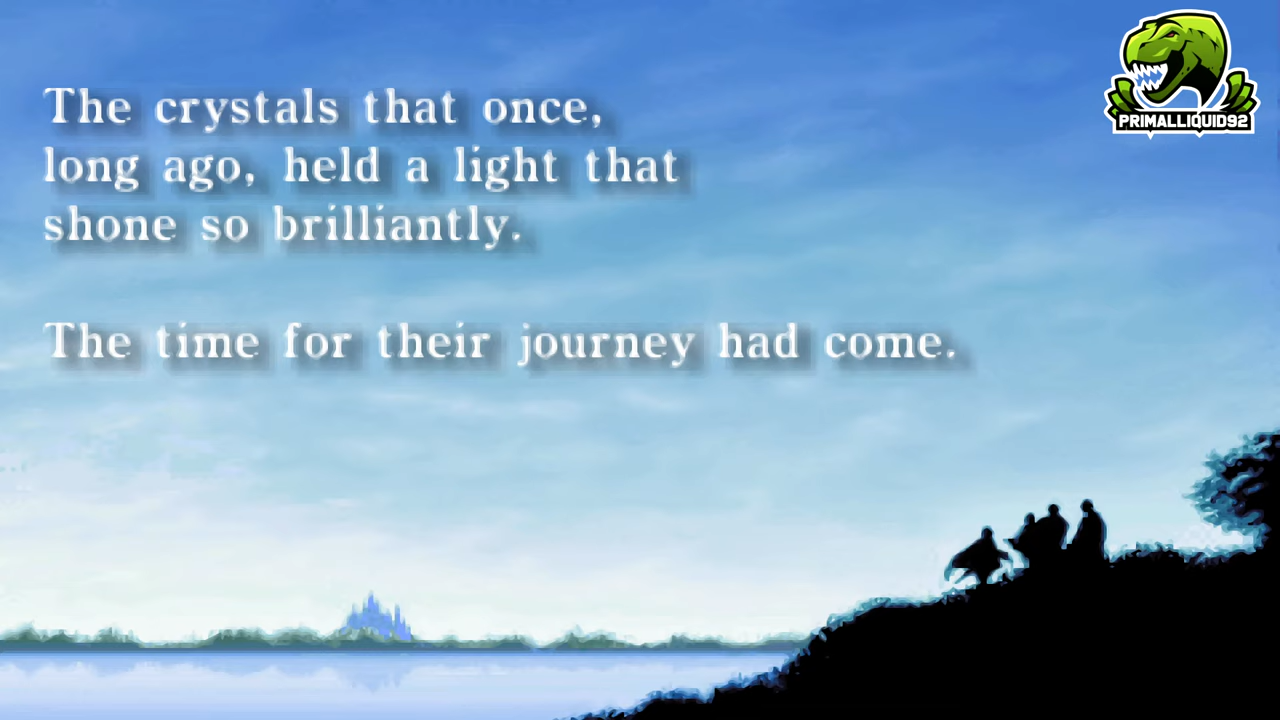 The crystals that once,
long ago, held a light that
shone so brilliantly.
The time for their journey had come.
PRIMALLIQUID92